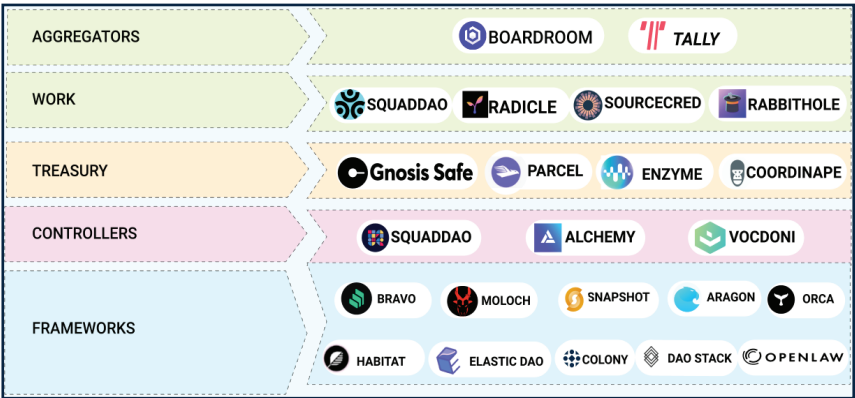 AGGREGATORS
BOARDROOM
TALLY
WORK
SQUADDAO
RADICLE
SOURCECRED
RABBITHOLE
TREASURY
Gnosis Safe
PARCEL
ENZYME
COORDINAPE
CONTROLLERS
SQUADDAO
ALCHEMY
VOCDONI
FRAMEWORKS
BRAVO
MOLOCH
SNAPSHOT
ARAGON
ORCA
HABITAT
ELASTIC DAO
COLONY
DAO STACK
OPENLAW